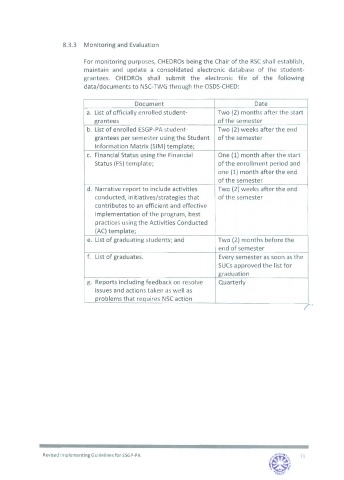 8.3.3 Monitoring and Evaluation
For monitoring purposes, CHEDROs being the Chair of the RSC shall establish,
maintain and update a consolidated electronic database of the student-
grantees. CHEDROs shall submit the electronic file of the following
data/documents to NSC-TWG through the OSDS-CHED:
Document Date
a. List of officially enrolled student- Two (2) months after the start
grantees of the semester
b. List of enrolled ESGP-PA student- Two (2) weeks after the end
grantees per semester using the Student of the semester
Information Matrix (SIM) template;
c. Financial Status using the Financial One (1) month after the start
Status (FS) template; of the enrollment period and
one (1) month after the end
of the semester
d. Narrative report to include activities Two (2) weeks after the end
conducted, initiatives/strategies that of the semester
contributes to an efficient and effective
implementation of the program, best
practices using the Activities Conducted
(AC) template;
e. List of graduating students; and Two (2) months before the
end of semester
f. List of graduates. Every semester as soon as the
SUCs approved the list for
graduation
g. Reports including feedback on resolve Quarterly
issues and actions taken as well as
problems that requires NSC action
Revised Implementing Guidelines for ESGP-PA